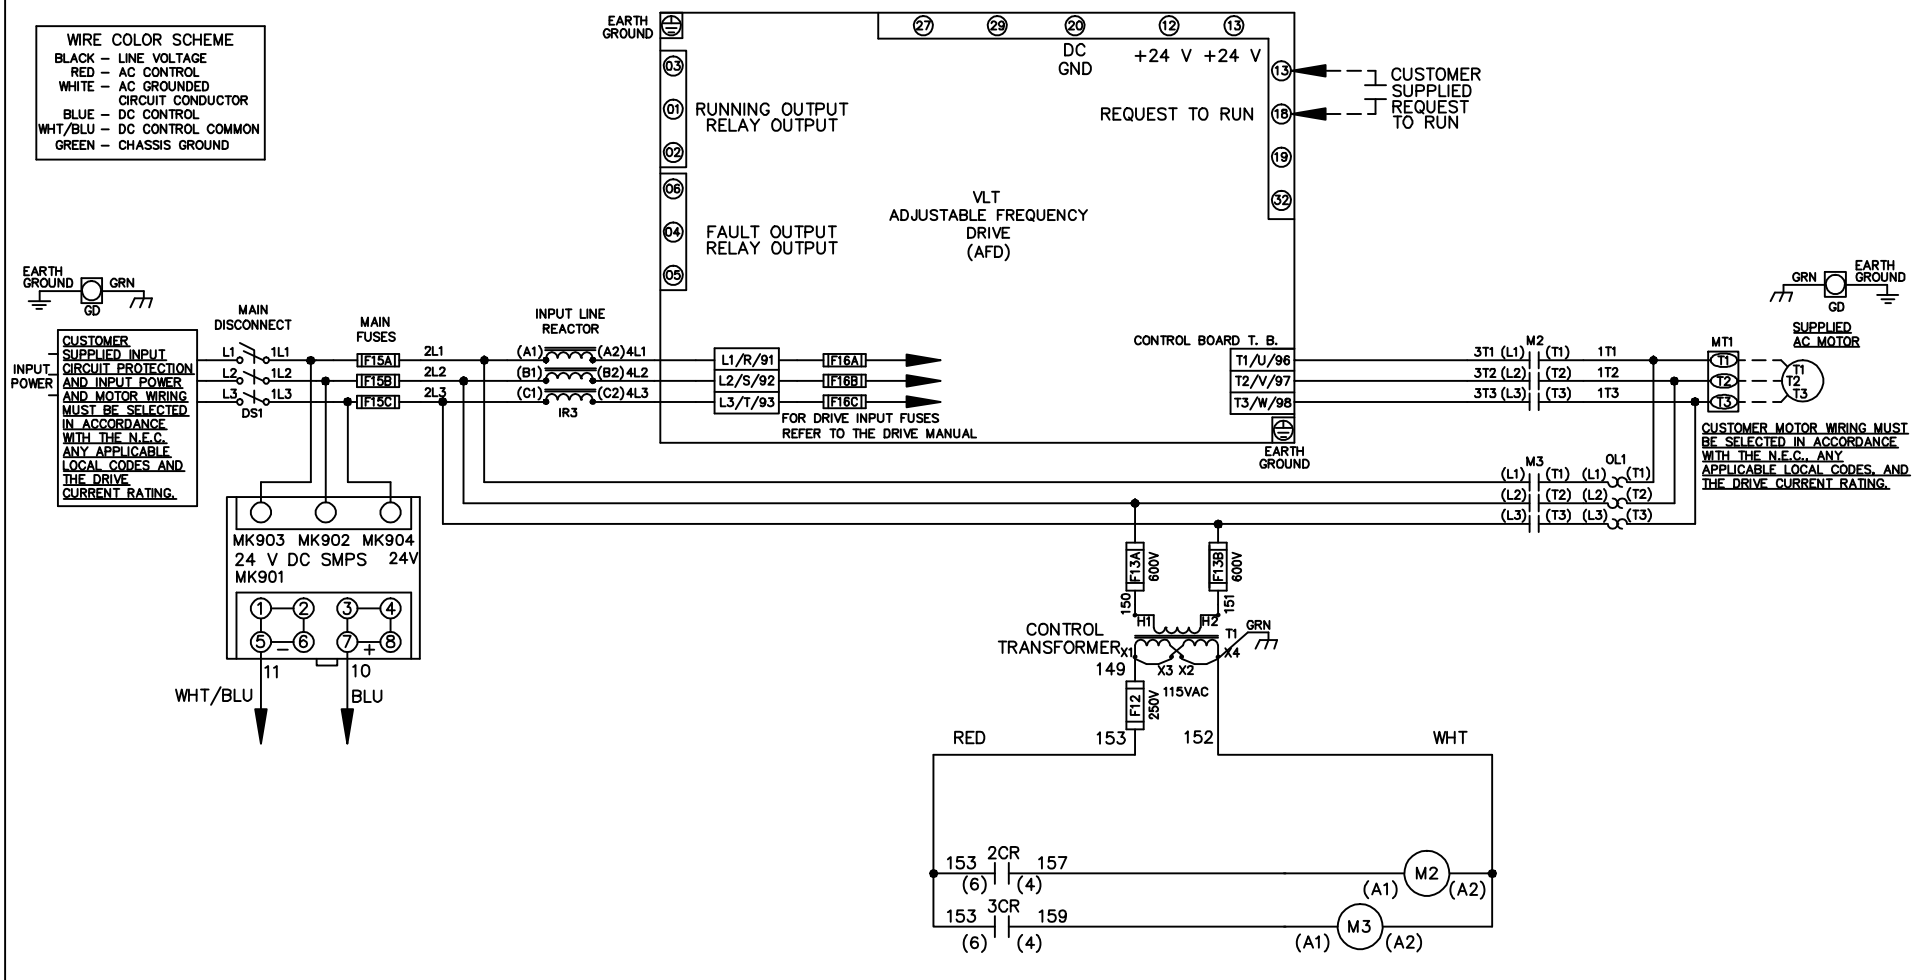 WIRE COLOR SCHEME
BLACK – LINE VOLTAGE
RED – AC CONTROL
WHITE – AC GROUNDED
CIRCUIT CONDUCTOR
BLUE – DC CONTROL
WHT/BLU – DC CONTROL COMMON
GREEN – CHASSIS GROUND
EARTH
GROUND
03
01
02
RUNNING OUTPUT
RELAY OUTPUT
06
04
05
FAULT OUTPUT
RELAY OUTPUT
27
29
20
12
13
DC
GND
+24 V
+24 V
13
18
19
32
REQUEST TO RUN
CUSTOMER
SUPPLIED
REQUEST
TO RUN
VLT
ADJUSTABLE FREQUENCY
DRIVE
(AFD)
EARTH
GROUND
GRN
GD
INPUT
POWER
CUSTOMER
SUPPLIED INPUT
CIRCUIT PROTECTION
AND INPUT POWER
AND MOTOR WIRING
MUST BE SELECTED
IN ACCORDANCE
WITH THE N.E.C.
ANY APPLICABLE
LOCAL CODES AND
THE DRIVE
CURRENT RATING.
MAIN
DISCONNECT
L1 1L1
L2 1L2
L3 1L3
DS1
MAIN
FUSES
F15A
F15B
F15C
2L1
2L2
2L3
INPUT LINE
REACTOR
(A1) (A2) 4L1
(B1) (B2) 4L2
(C1) (C2) 4L3
IR3
L1/R/91
L2/S/92
L3/T/93
F16A
F16B
F16C
FOR DRIVE INPUT FUSES
REFER TO THE DRIVE MANUAL
CONTROL BOARD T. B.
T1/U/96
T2/V/97
T3/W/98
EARTH
GROUND
M2
3T1 (L1) (T1) 1T1
3T2 (L2) (T2) 1T2
3T3 (L3) (T3) 1T3
MT1
T1
T2
T3
GRN
EARTH
GROUND
GD
SUPPLIED
AC MOTOR
T1
T2
T3
CUSTOMER MOTOR WIRING MUST
BE SELECTED IN ACCORDANCE
WITH THE N.E.C., ANY
APPLICABLE LOCAL CODES, AND
THE DRIVE CURRENT RATING.
M3
OL1
(L1) (T1) (L1) (T1)
(L2) (T2) (L2) (T2)
(L3) (T3) (L3) (T3)
MK903 MK902 MK904
24 V DC SMPS 24V
MK901
1 2 3 4
5 – 6 7 + 8
11
10
WHT/BLU
BLU
F13A
600V
F13B
600V
150
151
H1
H2
CONTROL
TRANSFORMER
T1
GRN
X1
X3 X2
X4
149
115VAC
F12
250V
153
152
RED
WHT
153 2CR 157
(6) (4)
M2
(A1) (A2)
153 3CR 159
(6) (4)
M3
(A1) (A2)